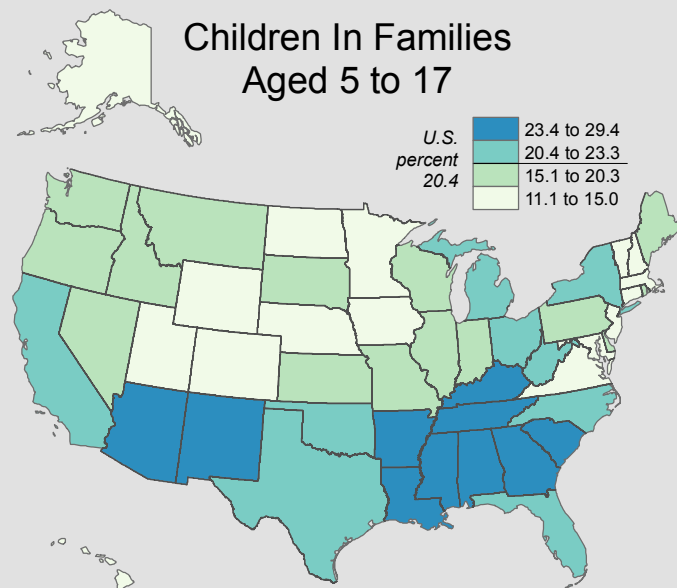 Children In Families
Aged 5 to 17
U.S.
percent
20.4
23.4 to 29.4
20.4 to 23.3
15.1 to 20.3
11.1 to 15.0